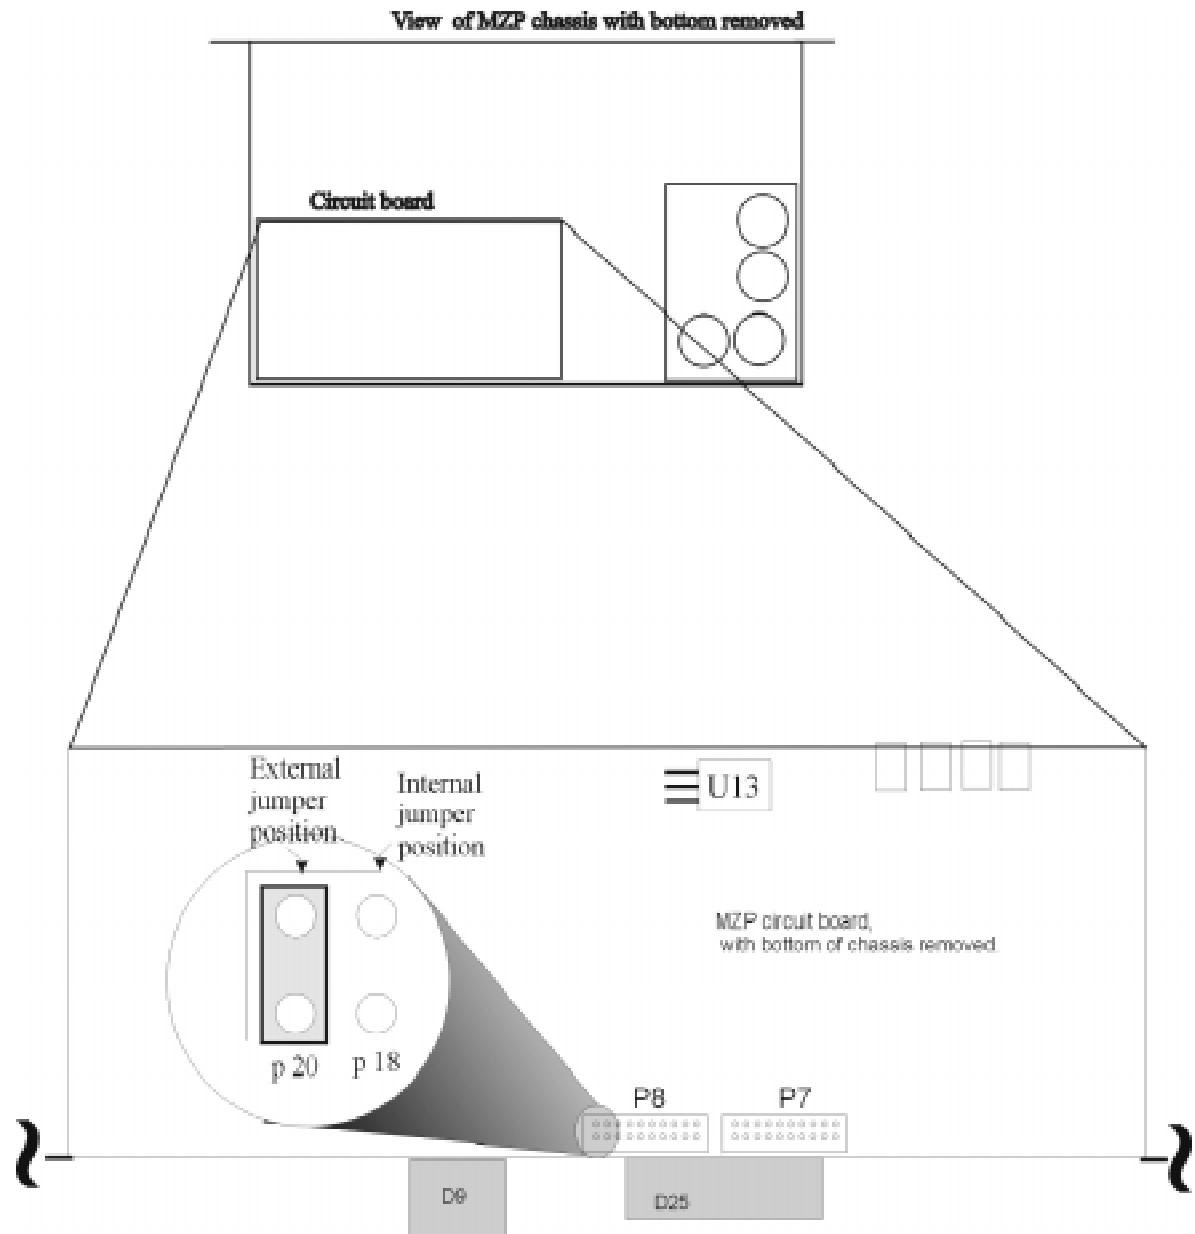 View of MZP chassis with bottom removed
Circuit board
External
jumper
position
Internal
jumper
position
U13
MZP circuit board,
with bottom of chassis removed.
p 20
p 18
P8
P7
D9
D25